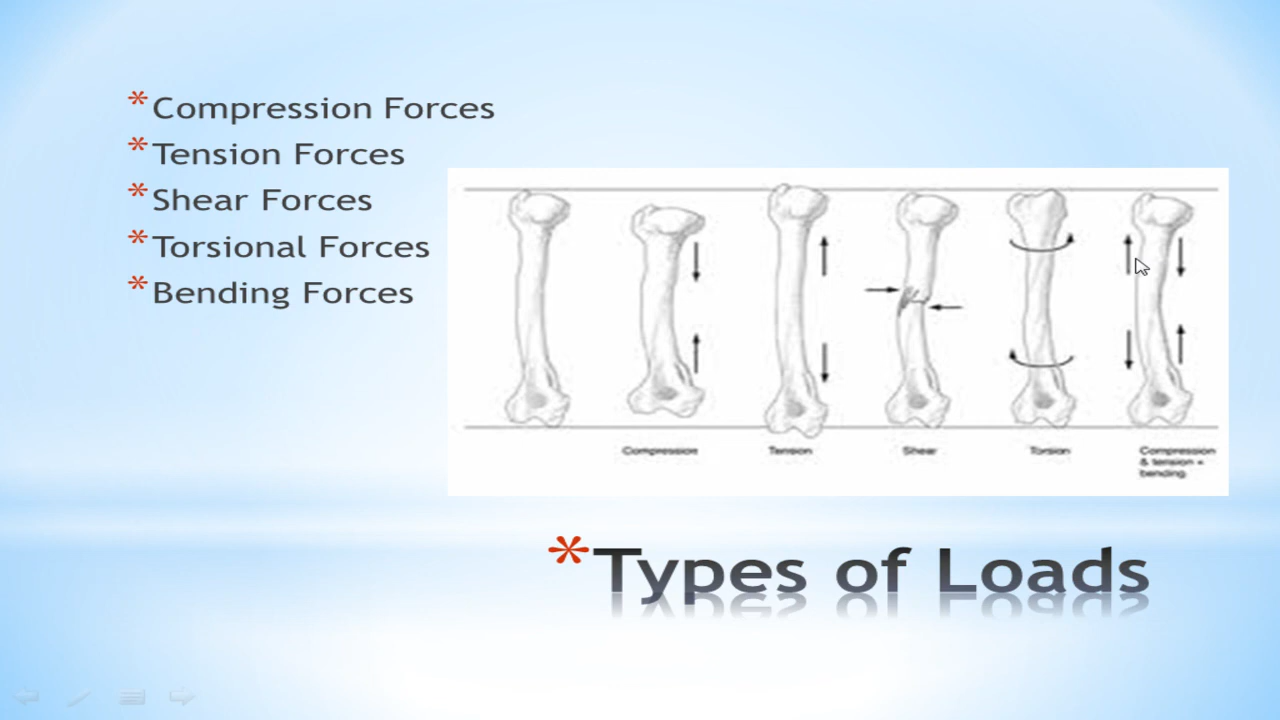 * Compression Forces
* Tension Forces
* Shear Forces
* Torsional Forces
* Bending Forces
Compression
Tension
Shear
Torsion
Compression
& tension =
bending
* Types of Loads